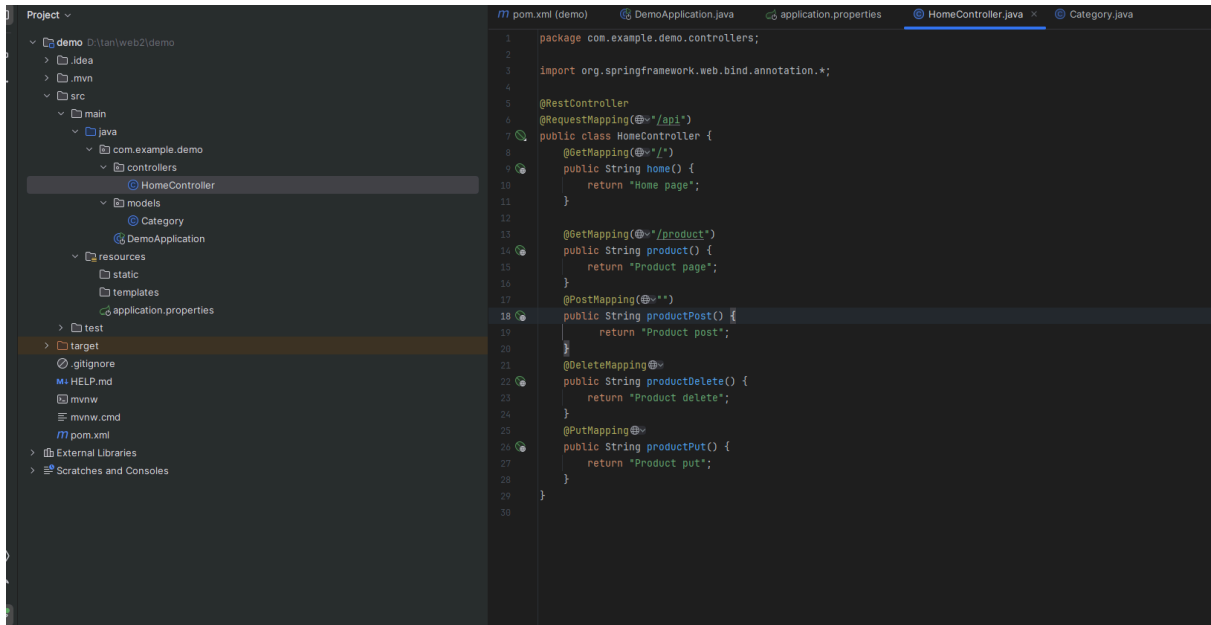 Project
demo D:\tan\web2\demo
.idea
.mvn
src
main
java
com.example.demo
controllers
HomeController
models
Category
DemoApplication
resources
static
templates
application.properties
test
target
.gitignore
M↓ HELP.md
mvnw
mvnw.cmd
m pom.xml
External Libraries
Scratches and Consoles
m pom.xml (demo) DemoApplication.java application.properties HomeController.java × Category.java
1 package com.example.demo.controllers;
2
3 import org.springframework.web.bind.annotation.*;
4
5 @RestController
6 @RequestMapping("/api")
7 public class HomeController {
8 @GetMapping("/")
9 public String home() {
10 return "Home page";
11 }
12
13 @GetMapping("/product")
14 public String product() {
15 return "Product page";
16 }
17 @PostMapping("")
18 public String productPost() {
19 return "Product post";
20 }
21 @DeleteMapping
22 public String productDelete() {
23 return "Product delete";
24 }
25 @PutMapping
26 public String productPut() {
27 return "Product put";
28 }
29 }
30